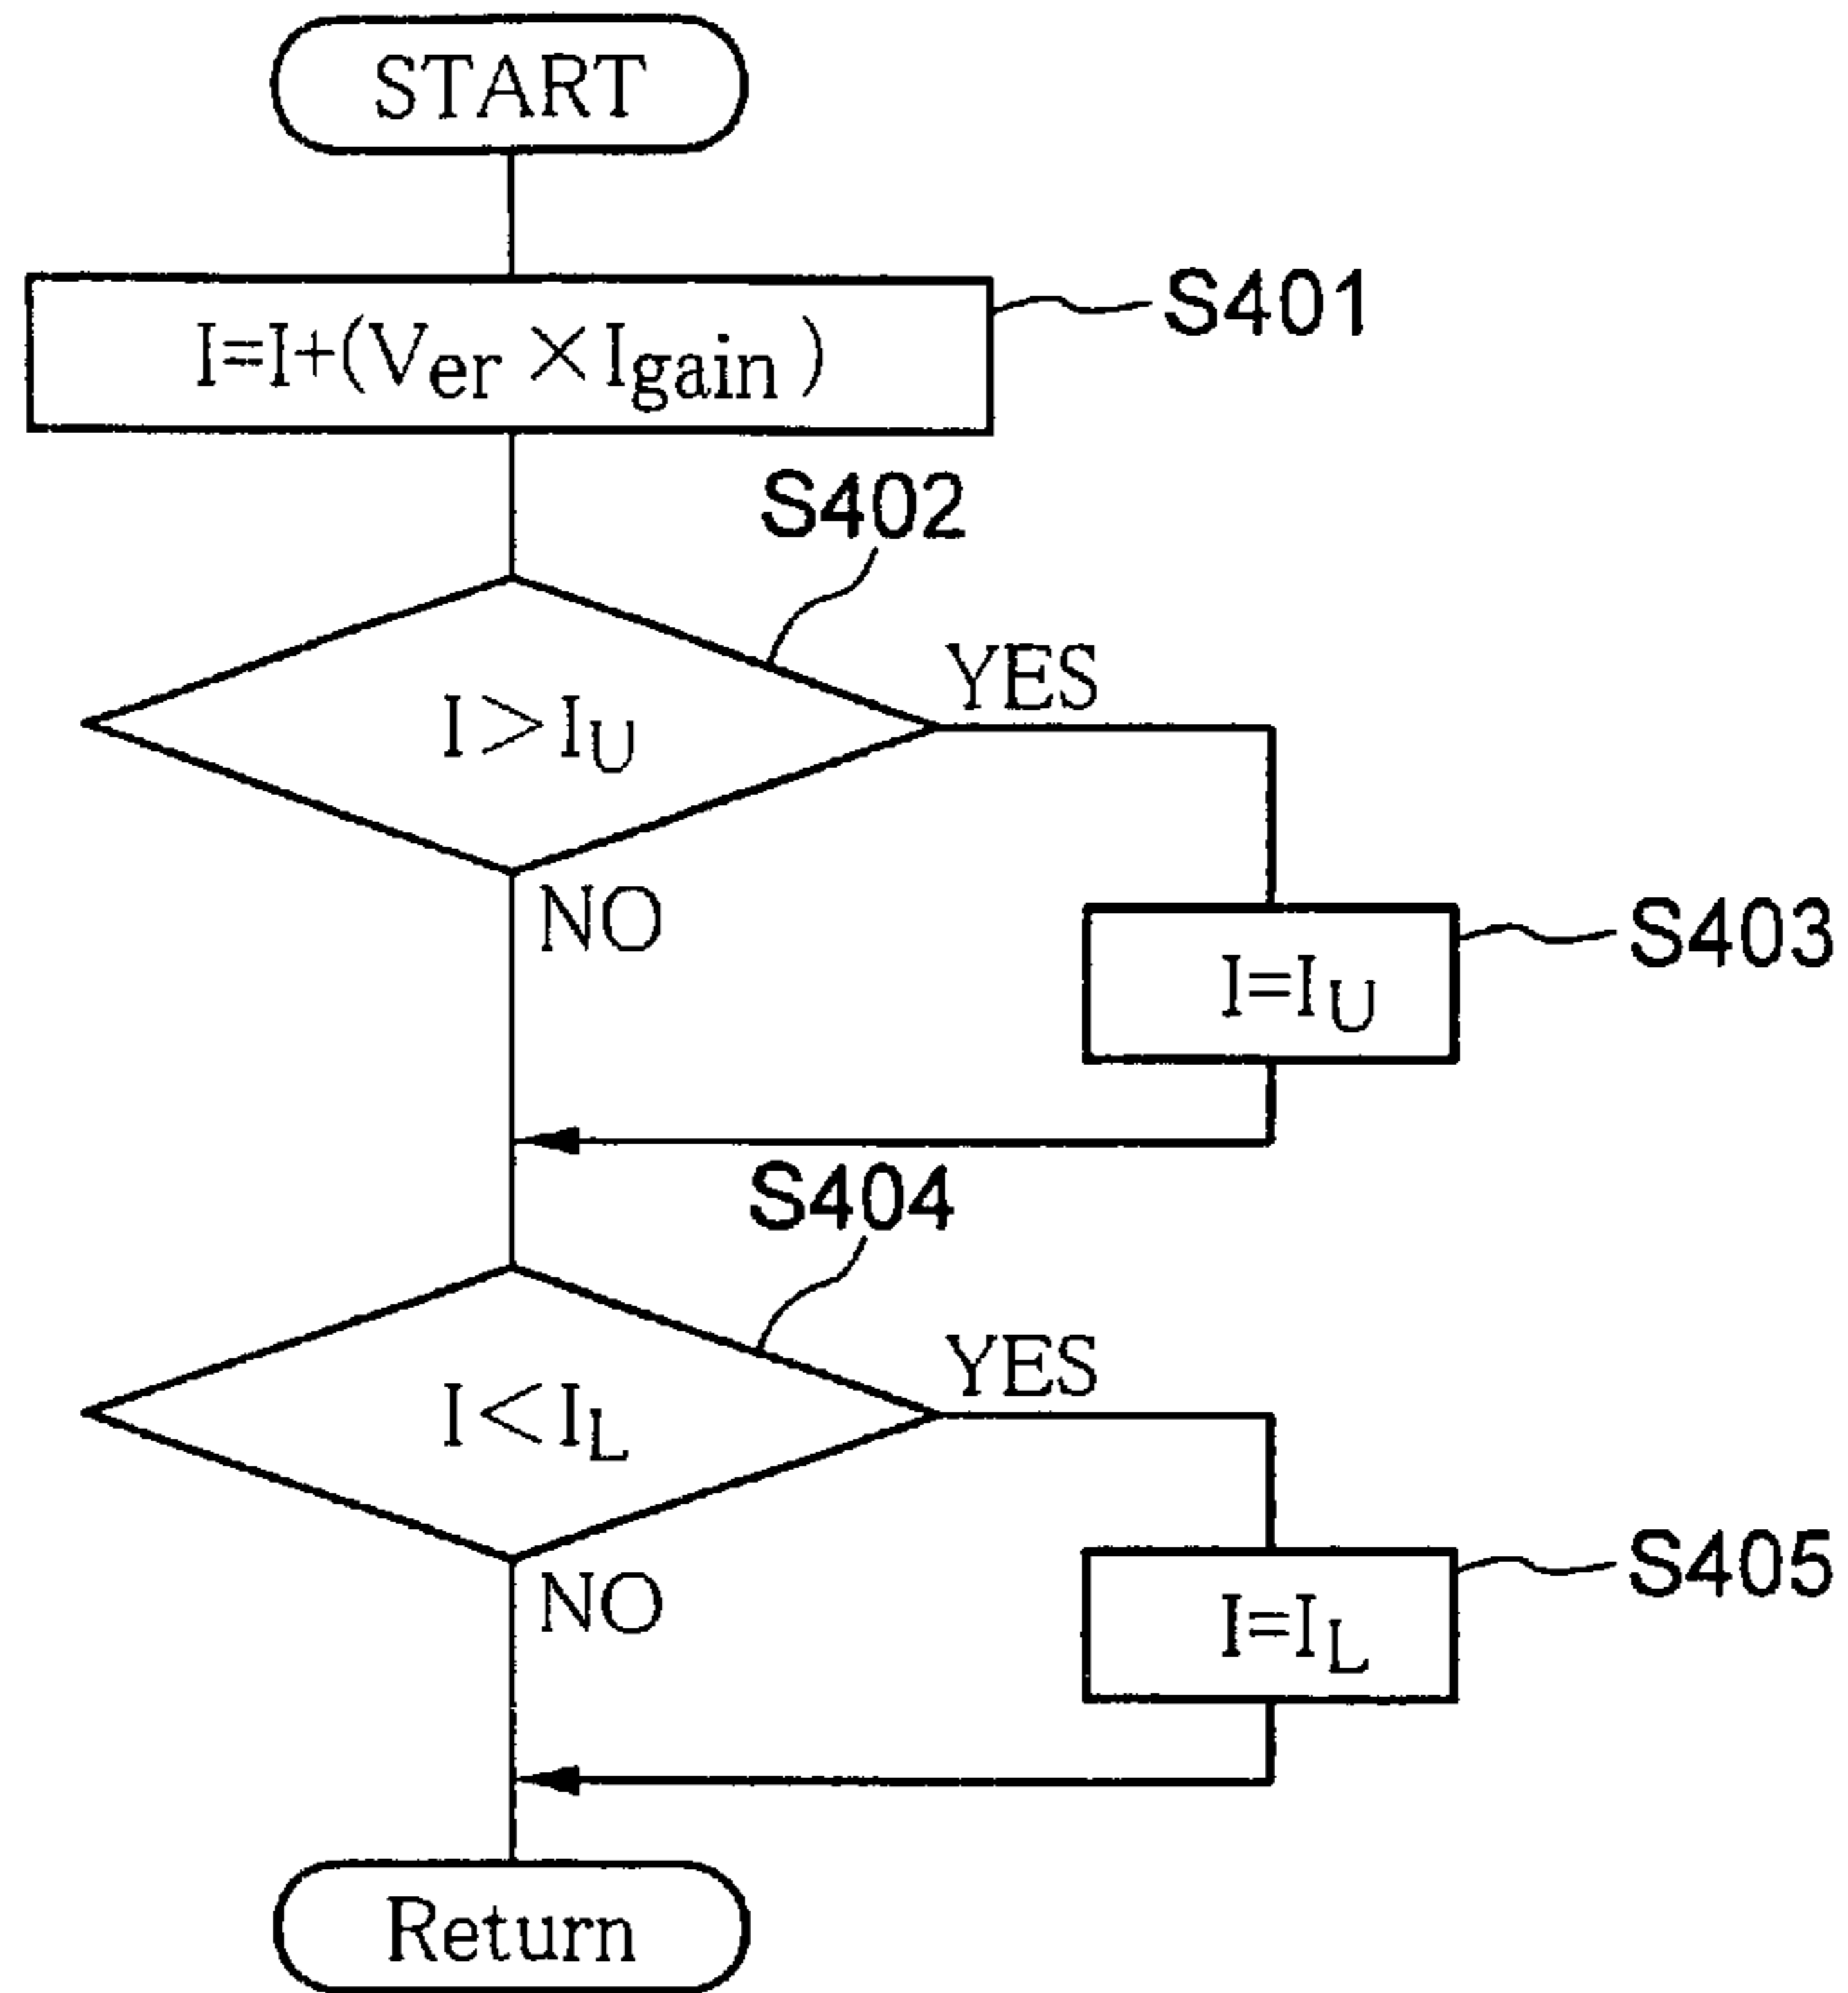 START
I=I+(Ver×Igain)
S401
S402
I>IU
YES
NO
I=IU
S403
S404
I<IL
YES
NO
I=IL
S405
Return